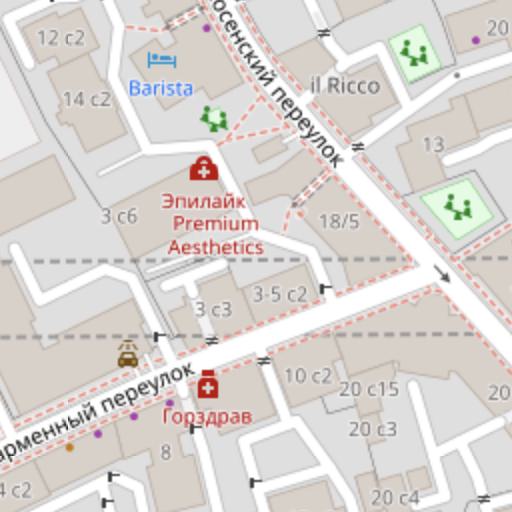 осенский переулок
12 с2
20
Barista
il Ricco
14 с2
13
Эпилайк
Premium
Aesthetics
3 с6
18/5
3-5 с2
3 с3
10 с2
20 с15
20
арменный переулок
Горздрав
20 с3
8
4 с2
20 с4